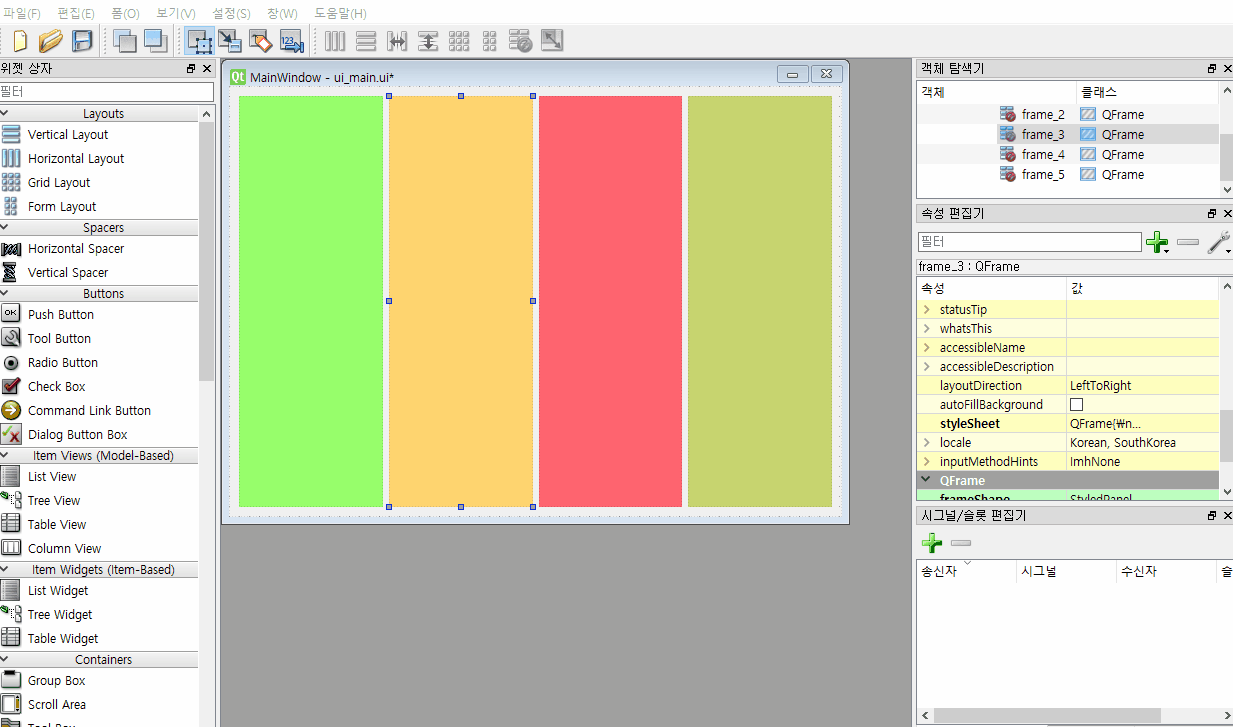 파일(F) 편집(E) 폼(O) 보기(V) 설정(S) 창(W) 도움말(H)
위젯 상자
필터
Layouts
Vertical Layout
Horizontal Layout
Grid Layout
Form Layout
Spacers
Horizontal Spacer
Vertical Spacer
Buttons
OK Push Button
Tool Button
Radio Button
Check Box
Command Link Button
Dialog Button Box
Item Views (Model-Based)
List View
Tree View
Table View
Column View
Item Widgets (Item-Based)
List Widget
Tree Widget
Table Widget
Containers
Group Box
Scroll Area
Tool Box
123
Qt MainWindow - ui_main.ui*
객체 탐색기
객체 클래스
frame_2 QFrame
frame_3 QFrame
frame_4 QFrame
frame_5 QFrame
속성 편집기
필터
frame_3 : QFrame
속성 값
statusTip
whatsThis
accessibleName
accessibleDescription
layoutDirection LeftToRight
autoFillBackground
styleSheet QFrame{₩n...
locale Korean, SouthKorea
inputMethodHints ImhNone
QFrame
frameShape StyledPanel
시그널/슬롯 편집기
송신자 시그널 수신자 슬